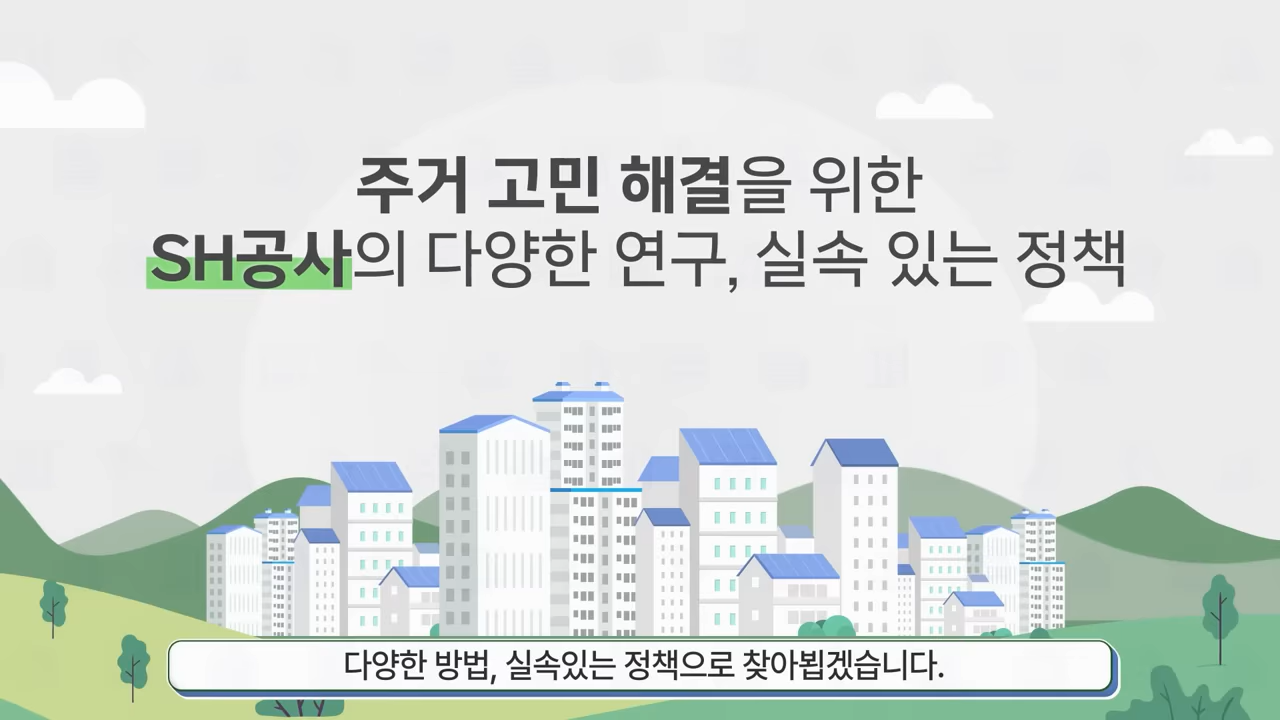 주거 고민 해결을 위한
SH공사의 다양한 연구, 실속 있는 정책
다양한 방법, 실속있는 정책으로 찾아뵙겠습니다.